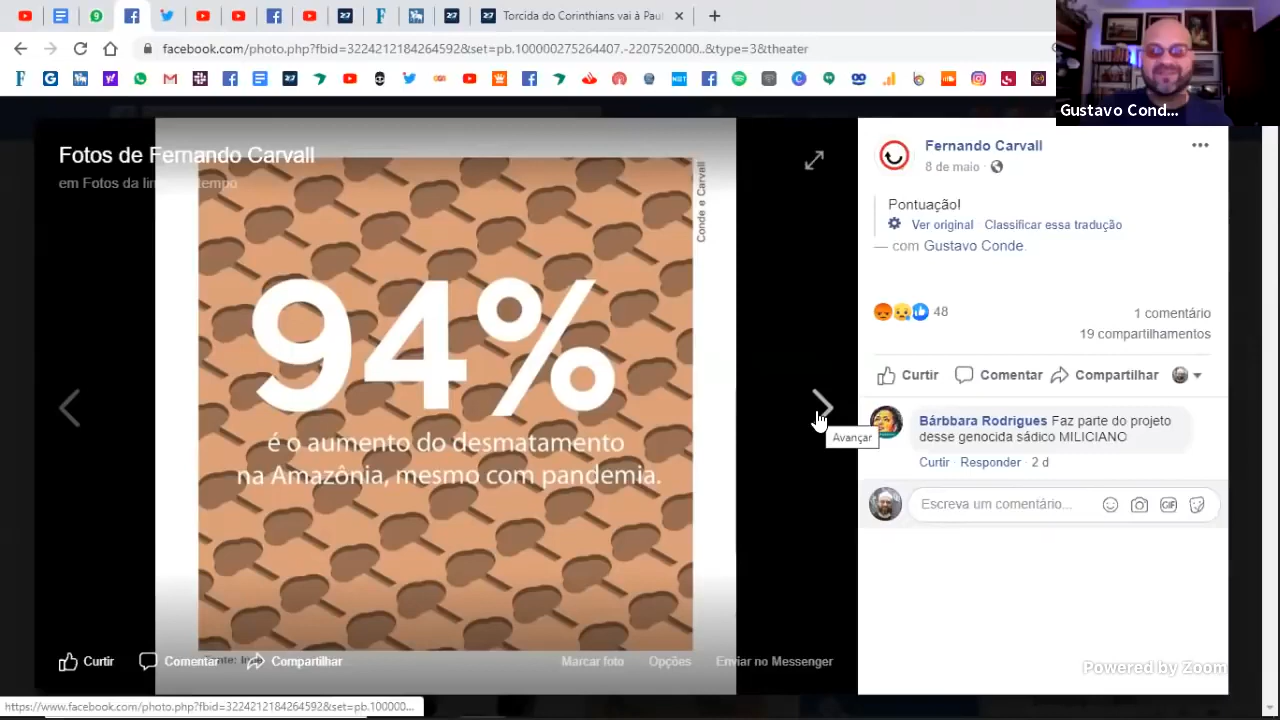 Torcida do Corinthians vai à Paul
facebook.com/photo.php?fbid=3224212184264592&set=pb.100000275264407.-2207520000..&type=3&theater
Gustavo Cond...
Fotos de Fernando Carvall
em Fotos da tempo
Conde e Carvall
94%
é o aumento do desmatamento
na Amazônia, mesmo com pandemia.
Avançar
Curtir
Comentar
Compartilhar
Marcar foto
Opções
Enviar no Messenger
Fernando Carvall
8 de maio
Pontuação!
Ver original Classificar essa tradução
— com Gustavo Conde.
48
1 comentário
19 compartilhamentos
Curtir Comentar Compartilhar
Bárbbara Rodrigues Faz parte do projeto
desse genocida sádico MILICIANO
Curtir Responder 2 d
Escreva um comentário...
GIF
Powered by Zoom
https://www.facebook.com/photo.php?fbid=3224212184264592&set=pb.100000...